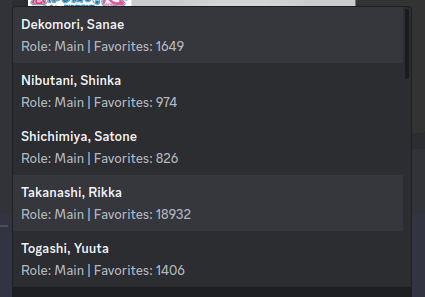 Dekomori, Sanae
Role: Main | Favorites: 1649
Nibutani, Shinka
Role: Main | Favorites: 974
Shichimiya, Satone
Role: Main | Favorites: 826
Takanashi, Rikka
Role: Main | Favorites: 18932
Togashi, Yuuta
Role: Main | Favorites: 1406